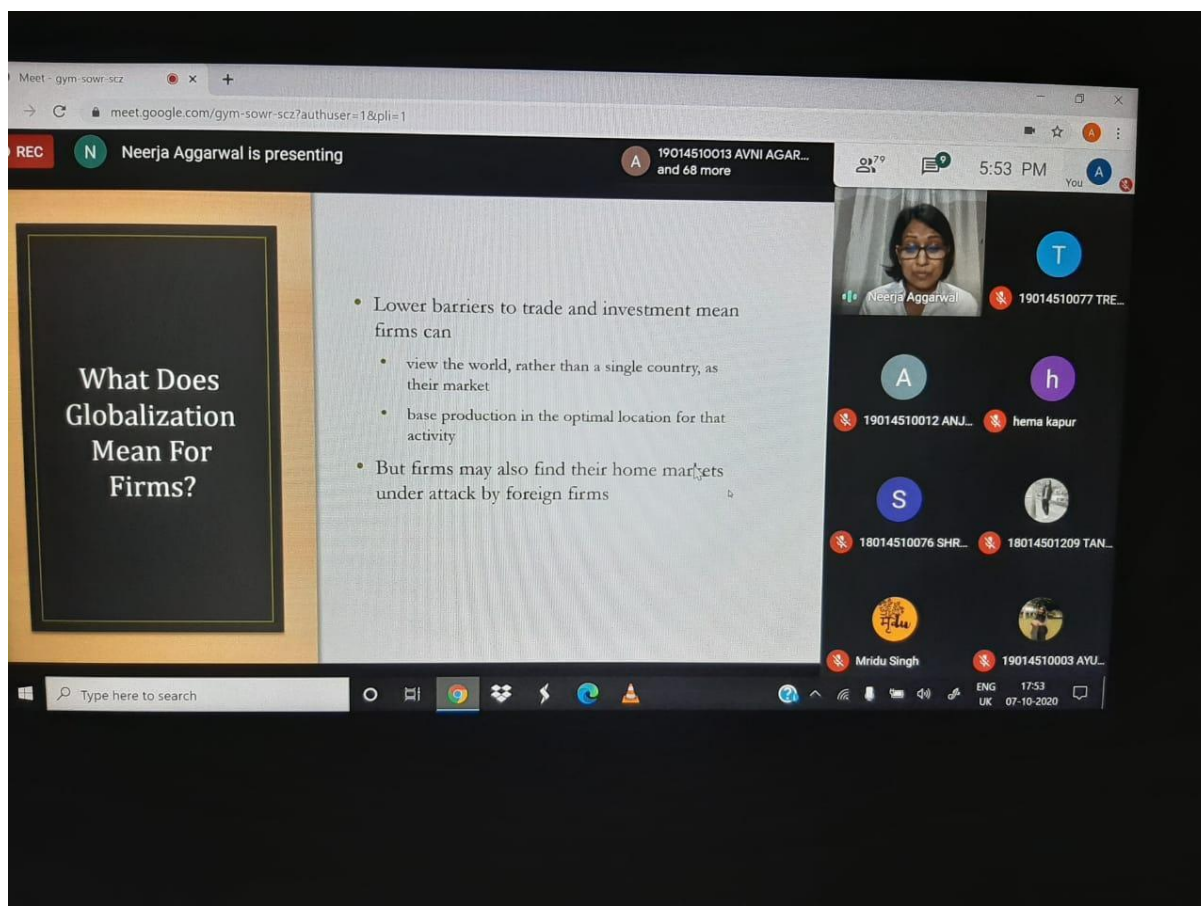 Meet - gym-sowr-scz
meet.google.com/gym-sowr-scz?authuser=1&pli=1
REC
N
Neerja Aggarwal is presenting
A
19014510013 AVNI AGAR...
and 68 more
79
9
5:53 PM
You
A
A
What Does
Globalization
Mean For
Firms?
• Lower barriers to trade and investment mean
firms can
• view the world, rather than a single country, as
their market
• base production in the optimal location for that
activity
• But firms may also find their home markets
under attack by foreign firms
Neerja Aggarwal
T
19014510077 TRE...
A
19014510012 ANJ...
h
hema kapur
S
18014510076 SHR...
18014501209 TAN...
Mridu Singh
19014510003 AYU...
Type here to search
ENG
UK
17:53
07-10-2020